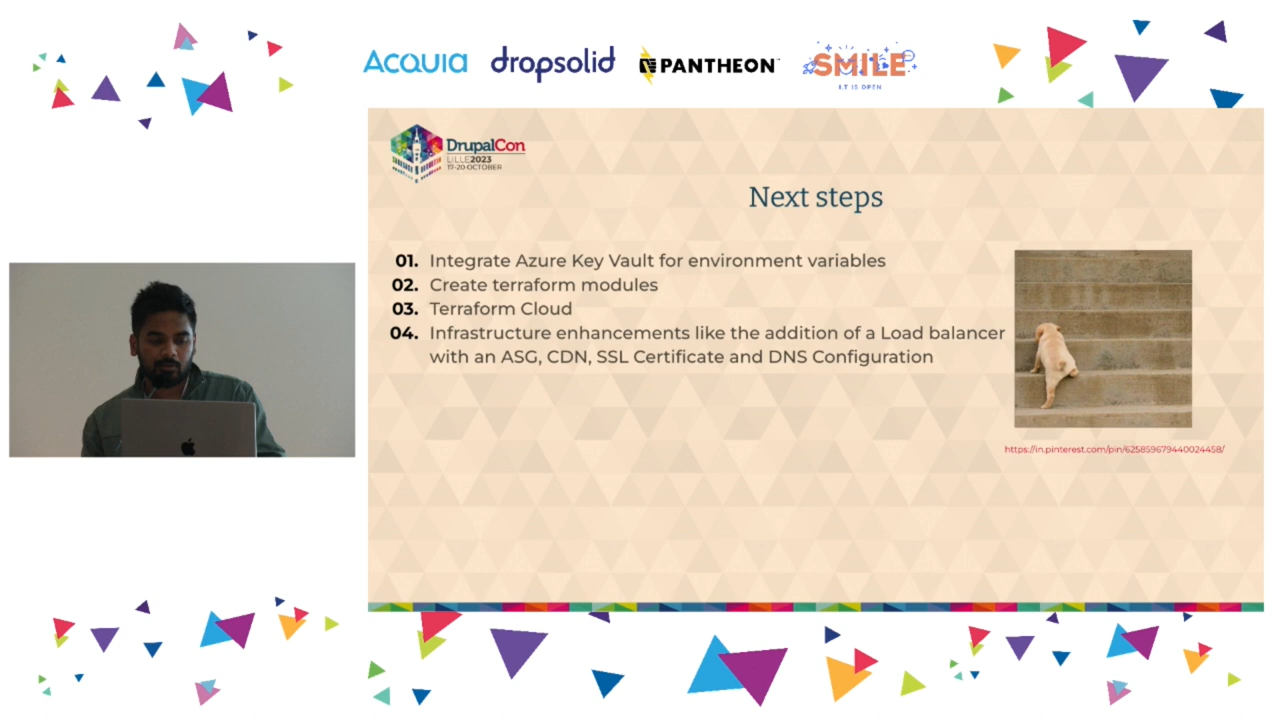 ACQUIA dropsolid PANTHEON SMILE
I.T IS OPEN
DrupalCon
LILLE2023
17-20-OCTOBER
Next steps
01. Integrate Azure Key Vault for environment variables
02. Create terraform modules
03. Terraform Cloud
04. Infrastructure enhancements like the addition of a Load balancer
with an ASG, CDN, SSL Certificate and DNS Configuration
https://in.pinterest.com/pin/625859679440024458/